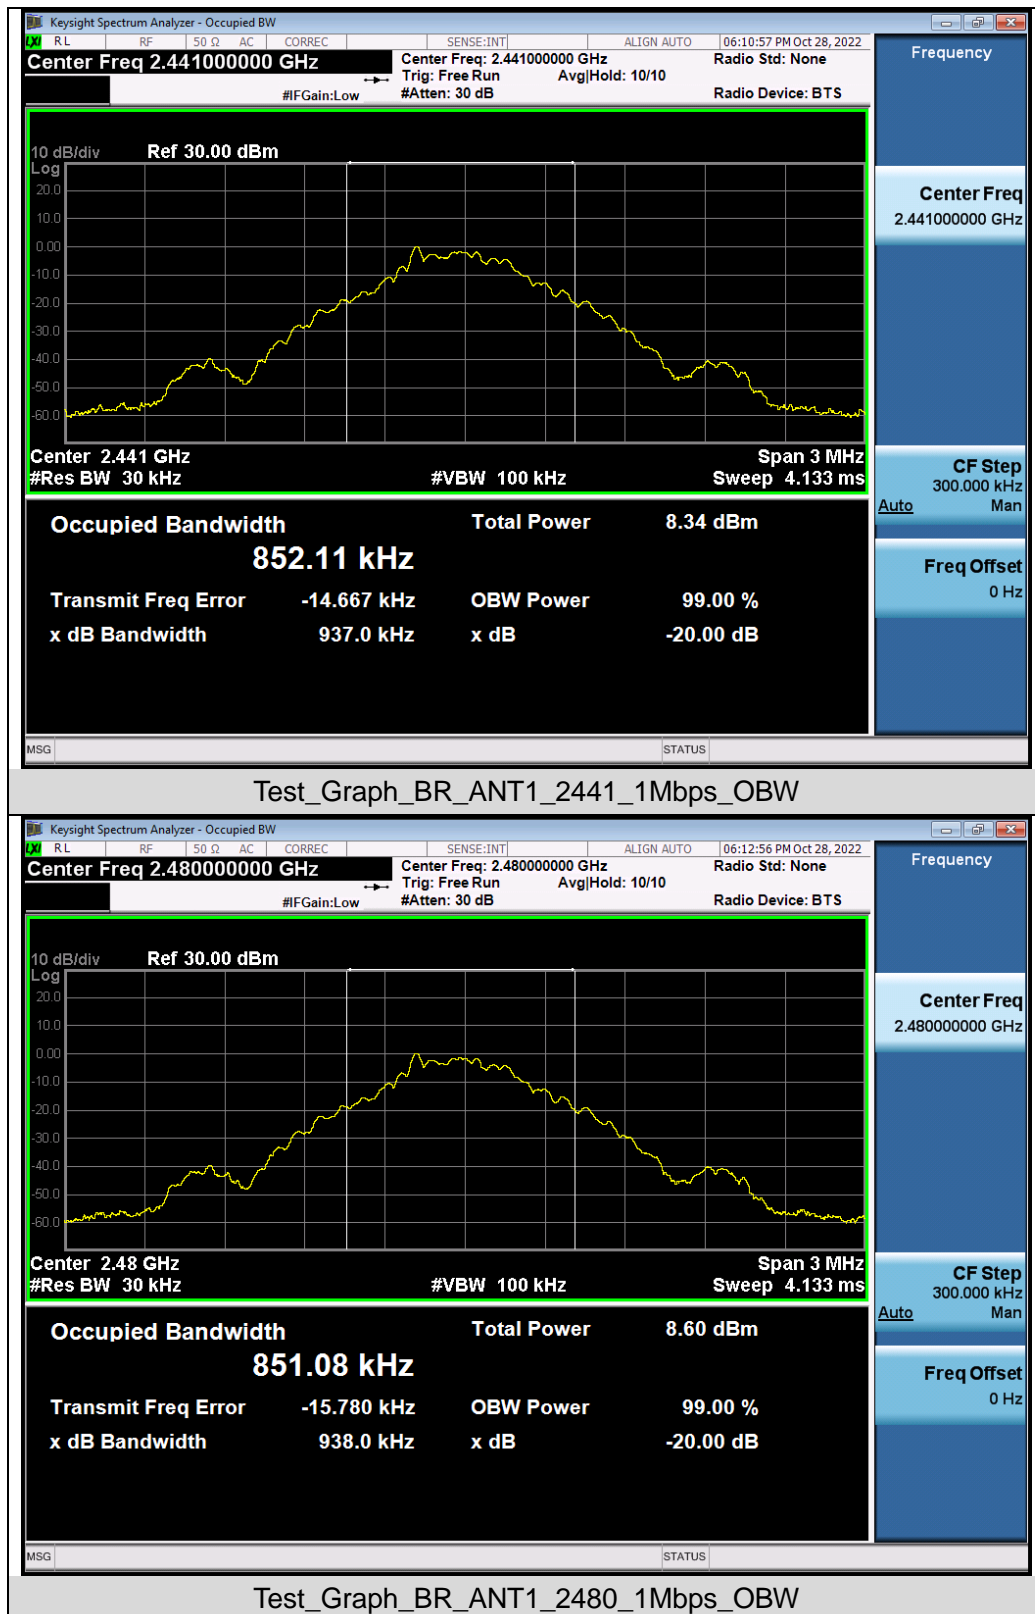 Keysight Spectrum Analyzer - Occupied BW
LXI RL RF 50 Ω AC CORREC SENSE:INT ALIGN AUTO 06:10:57 PM Oct 28, 2022
Center Freq 2.441000000 GHz Center Freq: 2.441000000 GHz Radio Std: None Frequency
Trig: Free Run Avg|Hold: 10/10
#IFGain:Low #Atten: 30 dB Radio Device: BTS
10 dB/div Ref 30.00 dBm
Log
20.0
10.0
0.00
-10.0
-20.0
-30.0
-40.0
-50.0
-60.0
Center Freq
2.441000000 GHz
Center 2.441 GHz Span 3 MHz
#Res BW 30 kHz #VBW 100 kHz Sweep 4.133 ms
CF Step
300.000 kHz
Auto Man
Occupied Bandwidth Total Power 8.34 dBm
852.11 kHz
Freq Offset
0 Hz
Transmit Freq Error -14.667 kHz OBW Power 99.00 %
x dB Bandwidth 937.0 kHz x dB -20.00 dB
MSG STATUS
Test_Graph_BR_ANT1_2441_1Mbps_OBW
Keysight Spectrum Analyzer - Occupied BW
LXI RL RF 50 Ω AC CORREC SENSE:INT ALIGN AUTO 06:12:56 PM Oct 28, 2022
Center Freq 2.480000000 GHz Center Freq: 2.480000000 GHz Radio Std: None Frequency
Trig: Free Run Avg|Hold: 10/10
#IFGain:Low #Atten: 30 dB Radio Device: BTS
10 dB/div Ref 30.00 dBm
Log
20.0
10.0
0.00
-10.0
-20.0
-30.0
-40.0
-50.0
-60.0
Center Freq
2.480000000 GHz
Center 2.48 GHz Span 3 MHz
#Res BW 30 kHz #VBW 100 kHz Sweep 4.133 ms
CF Step
300.000 kHz
Auto Man
Occupied Bandwidth Total Power 8.60 dBm
851.08 kHz
Freq Offset
0 Hz
Transmit Freq Error -15.780 kHz OBW Power 99.00 %
x dB Bandwidth 938.0 kHz x dB -20.00 dB
MSG STATUS
Test_Graph_BR_ANT1_2480_1Mbps_OBW